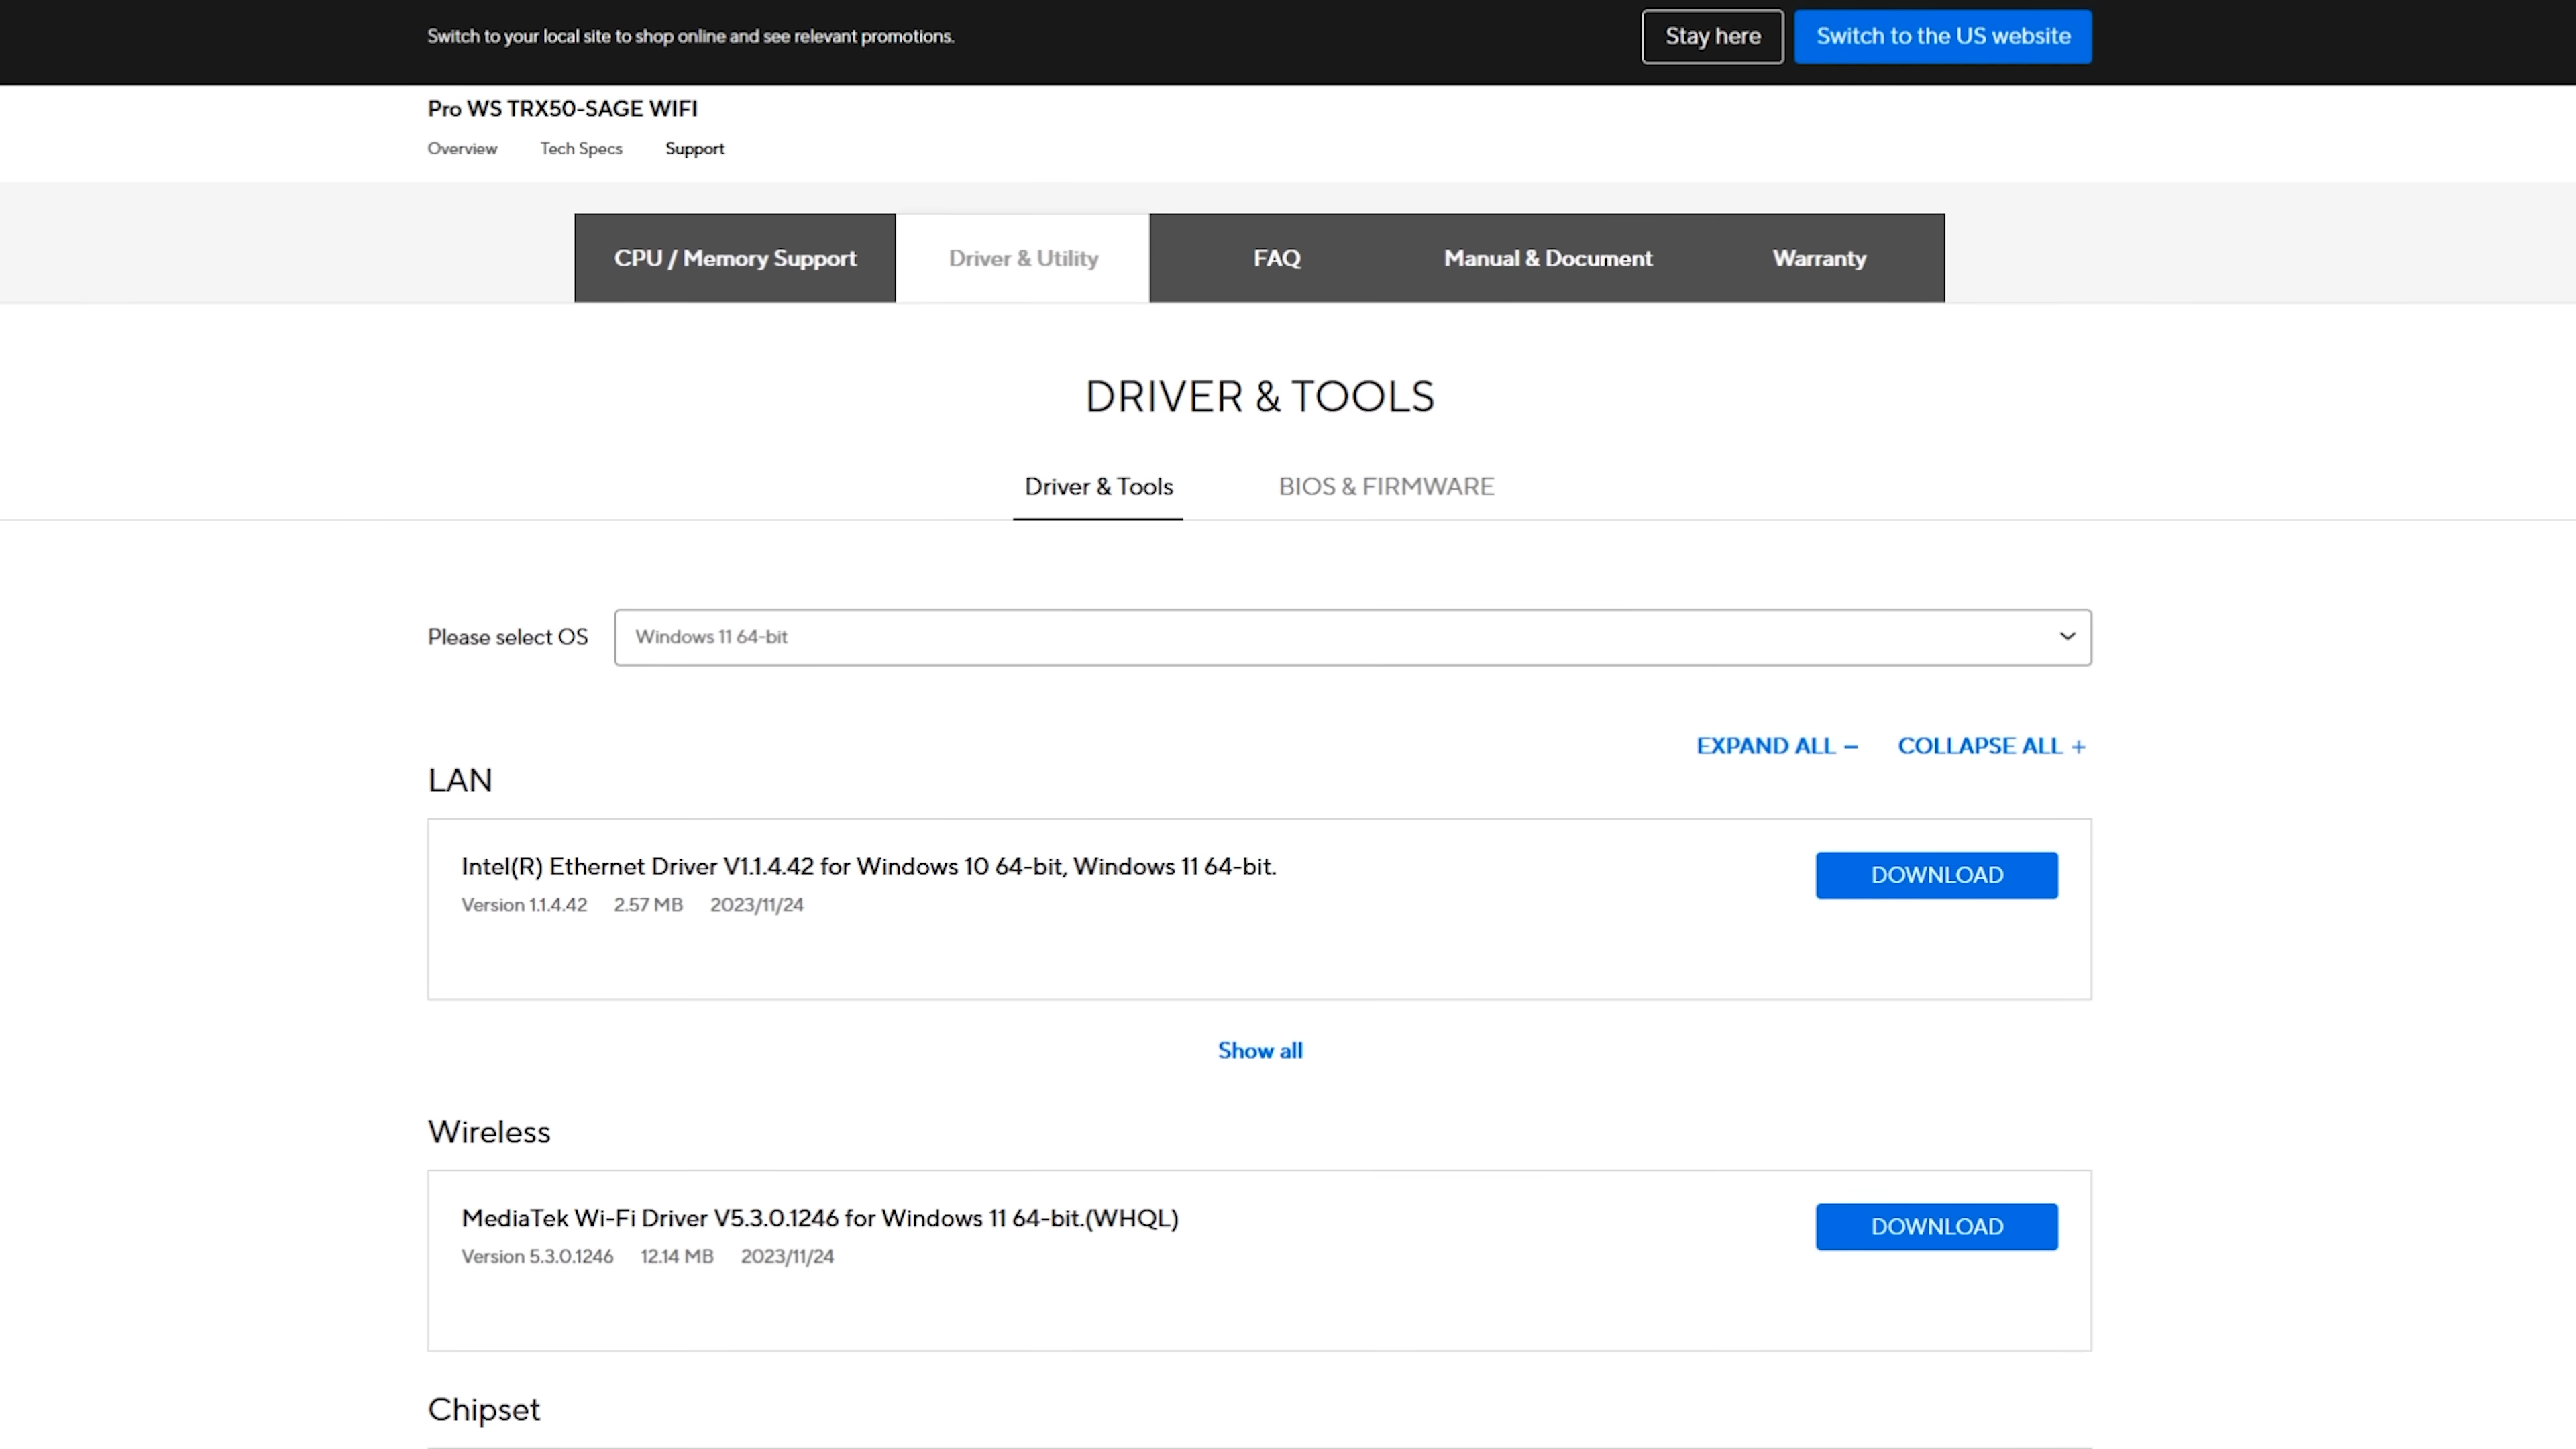 Switch to your local site to shop online and see relevant promotions.
Stay here
Switch to the US website
Pro WS TRX50-SAGE WIFI
Overview Tech Specs Support
CPU / Memory Support Driver & Utility FAQ Manual & Document Warranty
DRIVER & TOOLS
Driver & Tools BIOS & FIRMWARE
Please select OS Windows 11 64-bit
EXPAND ALL − COLLAPSE ALL +
LAN
Intel(R) Ethernet Driver V1.1.4.42 for Windows 10 64-bit, Windows 11 64-bit.
DOWNLOAD
Version 1.1.4.42 2.57 MB 2023/11/24
Show all
Wireless
MediaTek Wi-Fi Driver V5.3.0.1246 for Windows 11 64-bit.(WHQL)
DOWNLOAD
Version 5.3.0.1246 12.14 MB 2023/11/24
Chipset